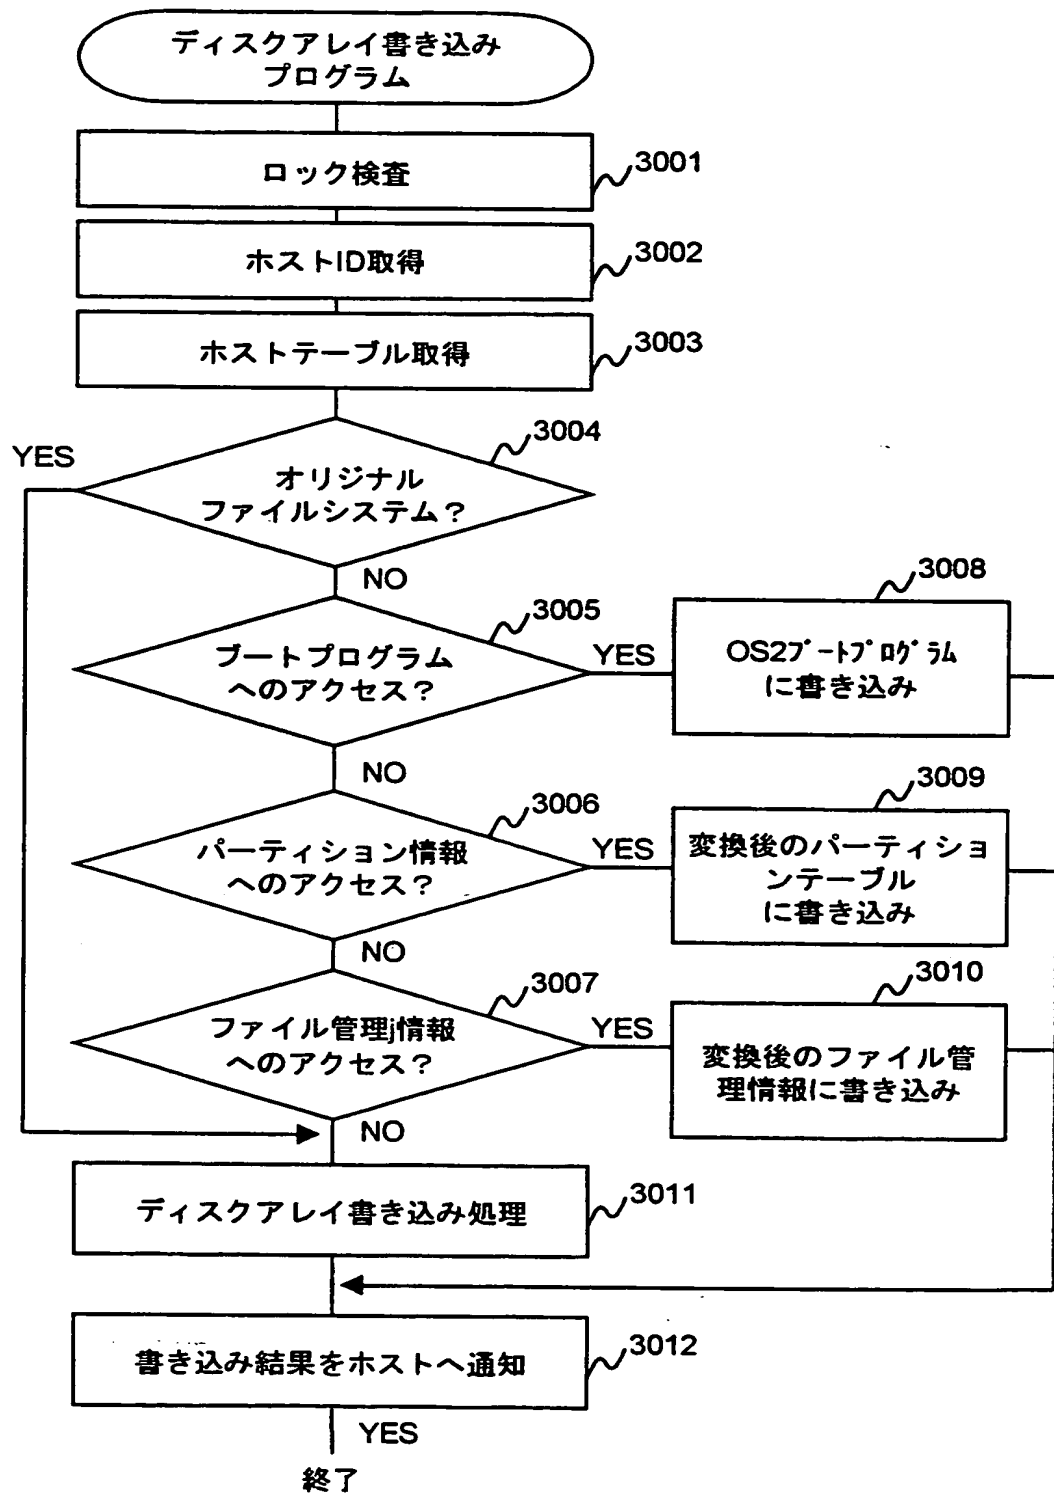 ディスクアレイ書き込み
プログラム
ロック検査
3001
ホストID取得
3002
ホストテーブル取得
3003
3004
YES
オリジナル
ファイルシステム？
NO
3005
ブートプログラム
へのアクセス？
YES
3008
OS2ﾌﾞｰﾄﾌﾟﾛｸﾞﾗﾑ
に書き込み
NO
3006
パーティション情報
へのアクセス？
YES
3009
変換後のパーティショ
ンテーブル
に書き込み
NO
3007
ファイル管理j情報
へのアクセス？
YES
3010
変換後のファイル管
理情報に書き込み
NO
ディスクアレイ書き込み処理
3011
書き込み結果をホストへ通知
3012
YES
終了